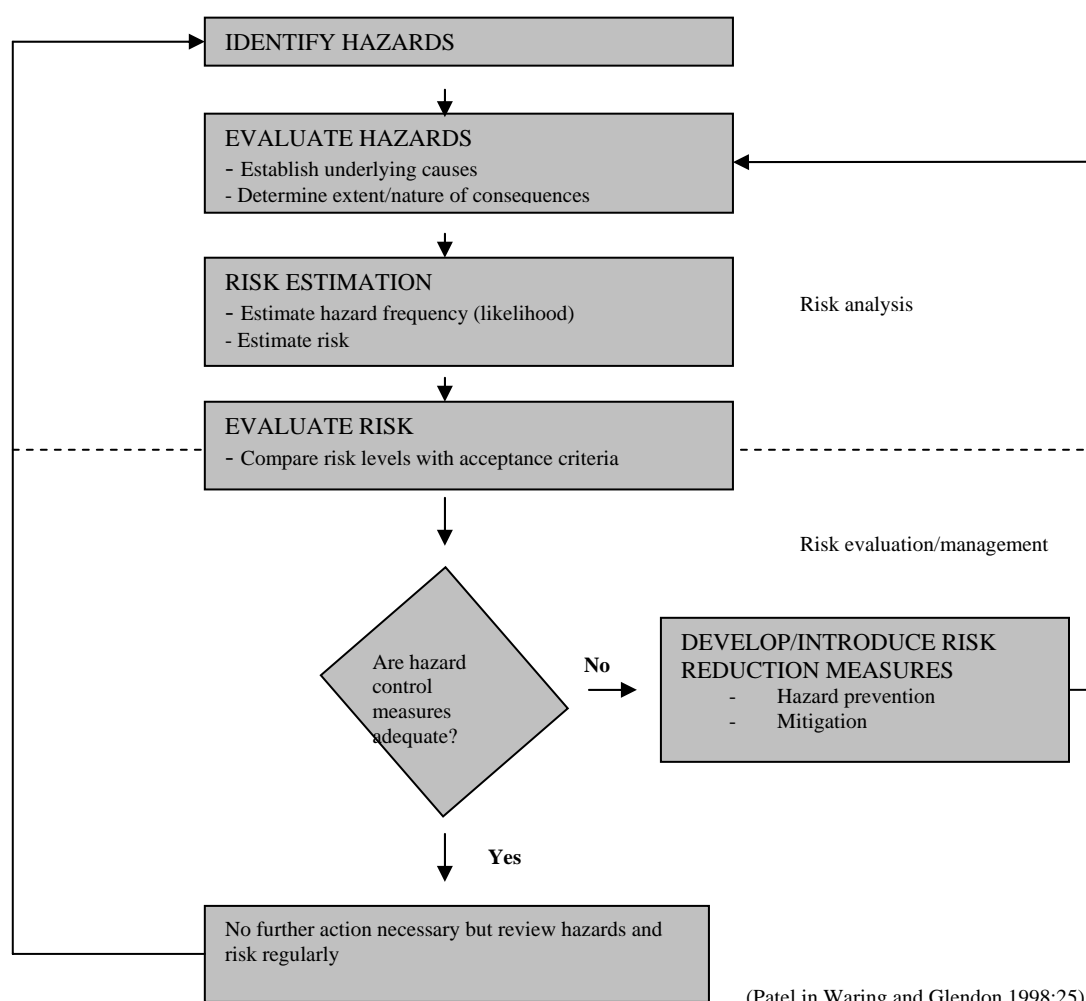 IDENTIFY HAZARDS
EVALUATE HAZARDS
- Establish underlying causes
- Determine extent/nature of consequences
RISK ESTIMATION
- Estimate hazard frequency (likelihood)
- Estimate risk
Risk analysis
EVALUATE RISK
- Compare risk levels with acceptance criteria
Risk evaluation/management
Are hazard
control
measures
adequate?
No
DEVELOP/INTRODUCE RISK
REDUCTION MEASURES
- Hazard prevention
- Mitigation
Yes
No further action necessary but review hazards and
risk regularly
(Patel in Waring and Glendon 1998:25)